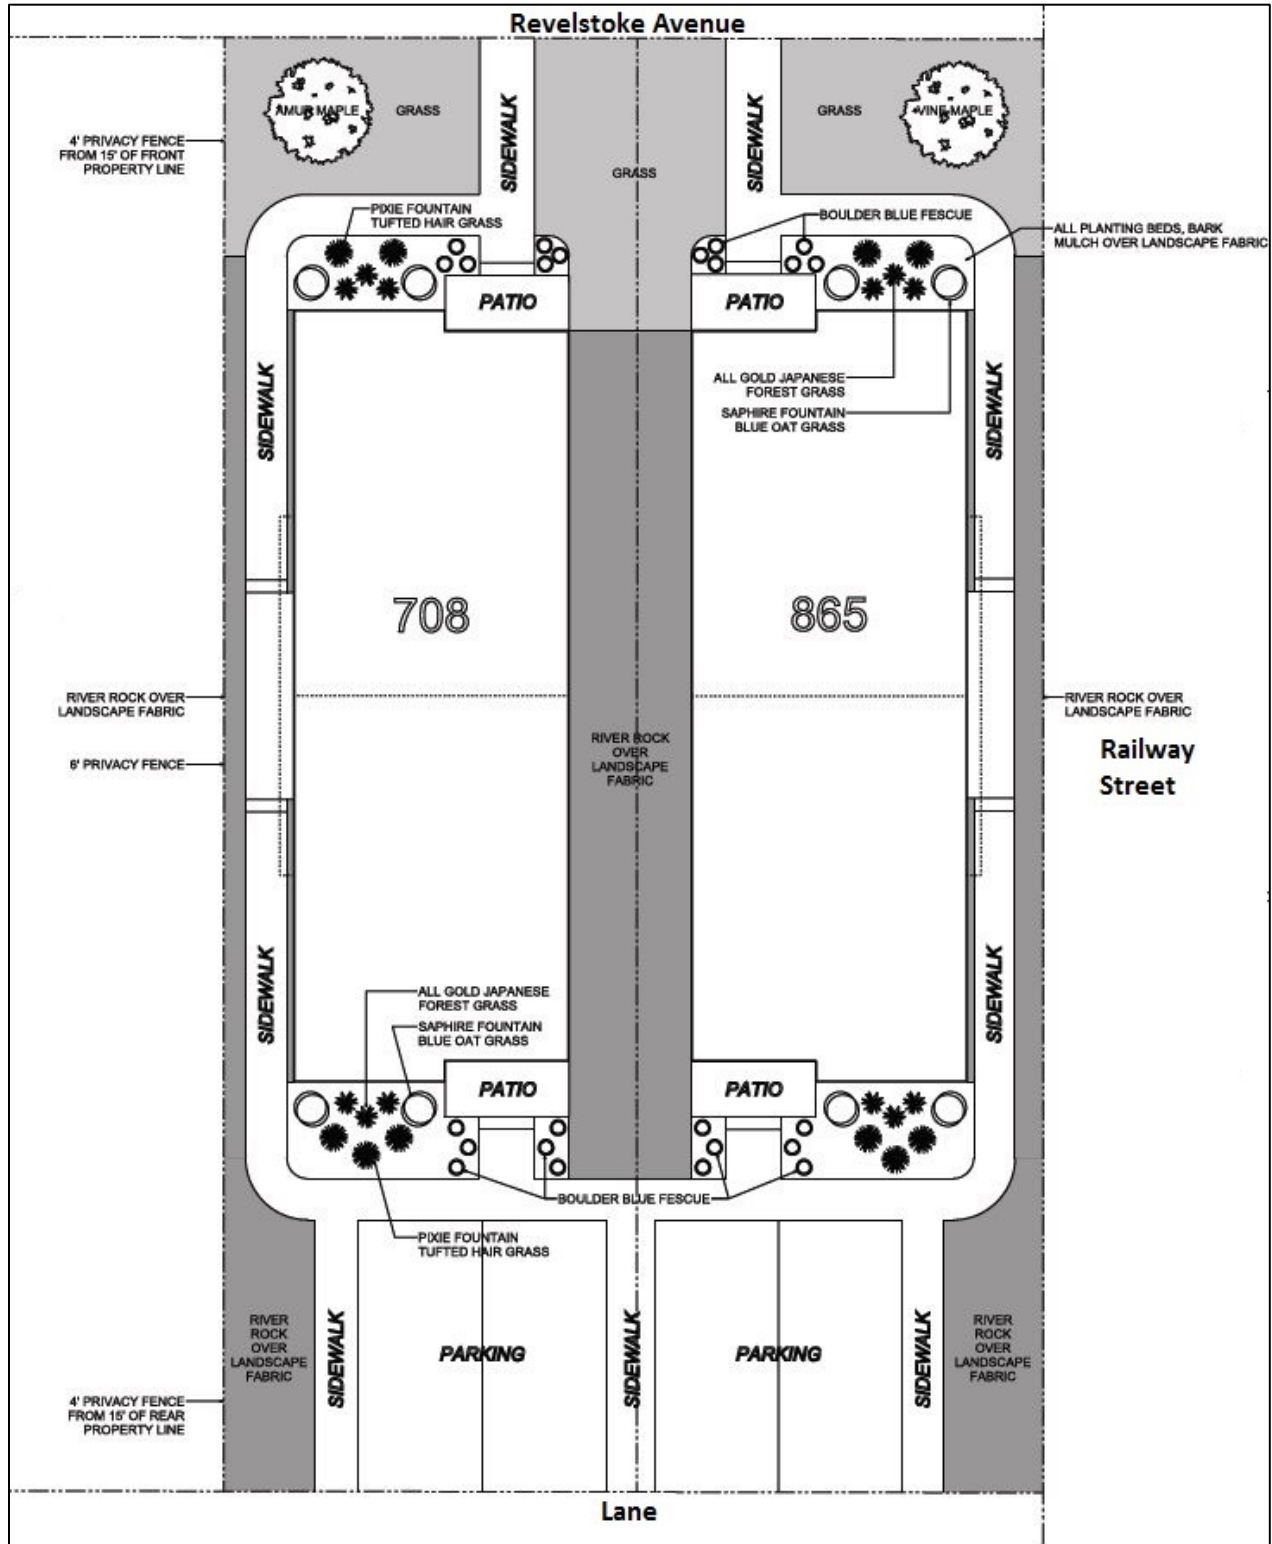 Revelstoke Avenue
AMUR MAPLE
GRASS
SIDEWALK
SIDEWALK
GRASS
VINE MAPLE
4' PRIVACY FENCE
FROM 15' OF FRONT
PROPERTY LINE
GRASS
PIXIE FOUNTAIN
TUFTED HAIR GRASS
BOULDER BLUE FESCUE
ALL PLANTING BEDS, BARK
MULCH OVER LANDSCAPE FABRIC
PATIO
PATIO
SIDEWALK
SIDEWALK
ALL GOLD JAPANESE
FOREST GRASS
SAPHIRE FOUNTAIN
BLUE OAT GRASS
708
865
RIVER ROCK OVER
LANDSCAPE FABRIC
RIVER ROCK OVER
LANDSCAPE FABRIC
RIVER ROCK
OVER
LANDSCAPE
FABRIC
6' PRIVACY FENCE
Railway
Street
SIDEWALK
SIDEWALK
ALL GOLD JAPANESE
FOREST GRASS
SAPHIRE FOUNTAIN
BLUE OAT GRASS
PATIO
PATIO
BOULDER BLUE FESCUE
PIXIE FOUNTAIN
TUFTED HAIR GRASS
RIVER
ROCK
OVER
LANDSCAPE
FABRIC
SIDEWALK
PARKING
SIDEWALK
PARKING
SIDEWALK
RIVER
ROCK
OVER
LANDSCAPE
FABRIC
4' PRIVACY FENCE
FROM 15' OF REAR
PROPERTY LINE
Lane